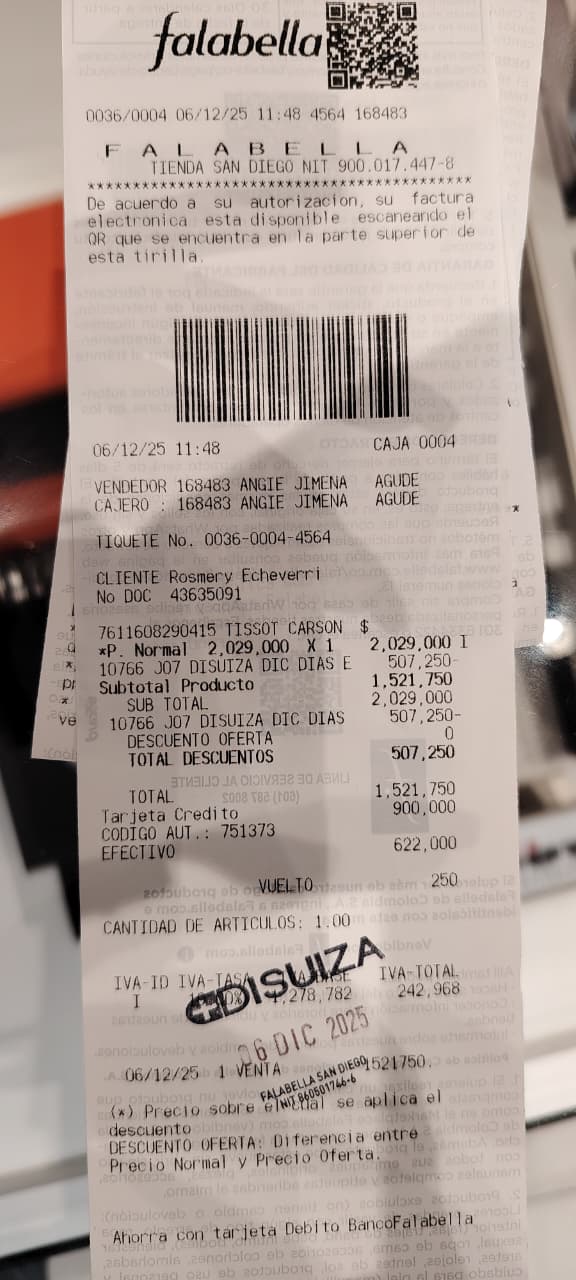 falabella
0036/0004 06/12/25 11:48 4564 168483
F A L A B E L L A
TIENDA SAN DIEGO NIT 900.017.447-8
****************************************
De acuerdo a su autorizacion, su factura
electronica esta disponible escaneando el
QR que se encuentra en la parte superior de
esta tirilla.
06/12/25 11:48 CAJA 0004
VENDEDOR 168483 ANGIE JIMENA AGUDE
CAJERO : 168483 ANGIE JIMENA AGUDE
TIQUETE No. 0036-0004-4564
CLIENTE Rosmery Echeverri
No DOC 43635091
7611608290415 TISSOT CARSON $
*P. Normal 2,029,000 X 1 2,029,000 I
10766 J07 DISUIZA DIC DIAS E 507,250-
Subtotal Producto 1,521,750
SUB TOTAL 2,029,000
10766 J07 DISUIZA DIC DIAS 507,250-
DESCUENTO OFERTA 0
TOTAL DESCUENTOS 507,250
TOTAL 1,521,750
Tarjeta Credito 900,000
CODIGO AUT.: 751373
EFECTIVO 622,000
VUELTO 250
CANTIDAD DE ARTICULOS: 1.00
IVA-ID IVA-TASA IVA-TOTAL
I 278,782 242,968
DISUIZA
06 DIC 2025
06/12/25 1 VENTA 1521750.
FALABELLA SAN DIEGO
NIT 860501746-6
(*) Precio sobre el cual se aplica el
descuento
DESCUENTO OFERTA: Diferencia entre
Precio Normal y Precio Oferta.
Ahorra con tarjeta Debito BancoFalabella